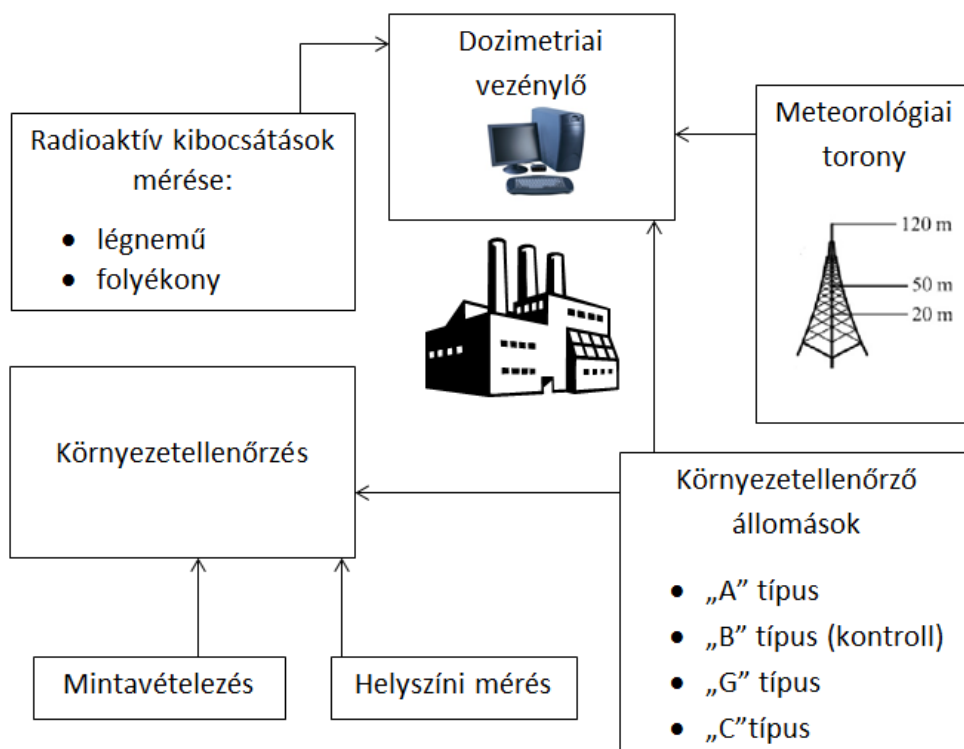 Dozimetriai
vezénylő
Radioaktív kibocsátások
mérése:
• légnemű
• folyékony
Meteorológiai
torony
120 m
50 m
20 m
Környezetellenőrzés
Környezetellenőrző
állomások
• „A” típus
• „B” típus (kontroll)
• „G” típus
• „C”típus
Mintavételezés
Helyszíni mérés